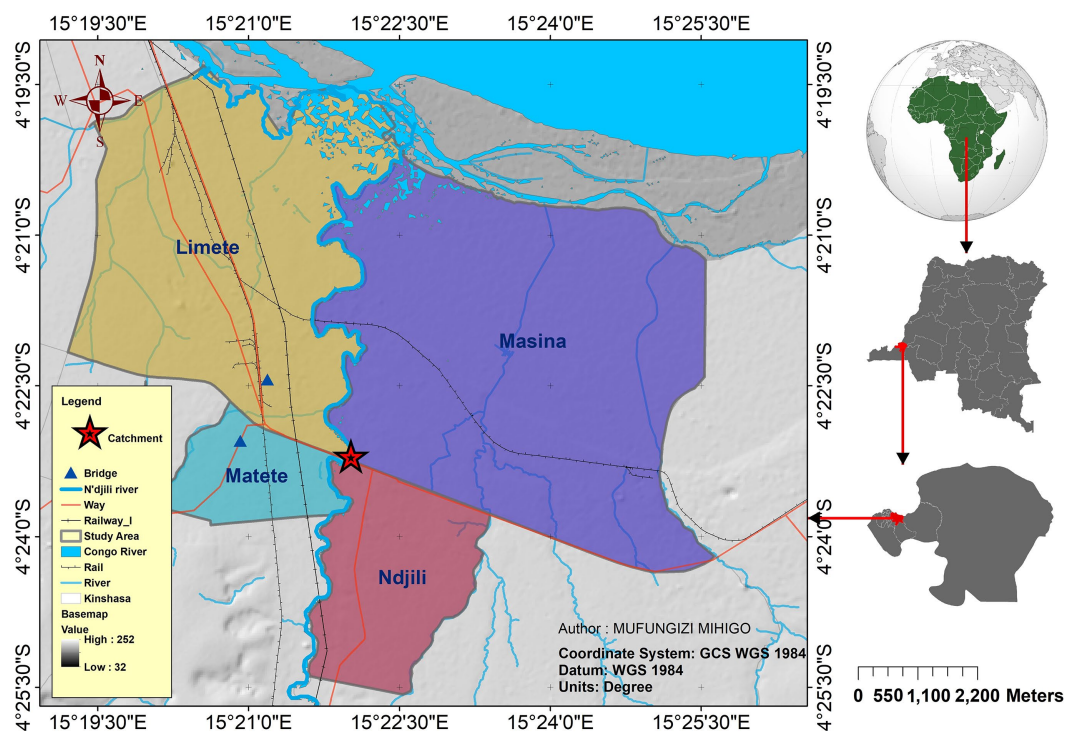 15°19'30"E 15°21'0"E 15°22'30"E 15°24'0"E 15°25'30"E
4°19'30"S
4°19'30"S
N
W E
S
4°21'0"S
4°21'0"S
Limete
Masina
4°22'30"S
4°22'30"S
Matete
Ndjili
4°24'0"S
4°24'0"S
4°25'30"S
4°25'30"S
Legend
Catchment
Bridge
N'djili river
Way
Railway_l
Study Area
Congo River
Rail
River
Kinshasa
Basemap
Value
High : 252
Low : 32
Author : MUFUNGIZI MIHIGO
Coordinate System: GCS WGS 1984
Datum: WGS 1984
Units: Degree
0 550 1,100 2,200 Meters
15°19'30"E 15°21'0"E 15°22'30"E 15°24'0"E 15°25'30"E